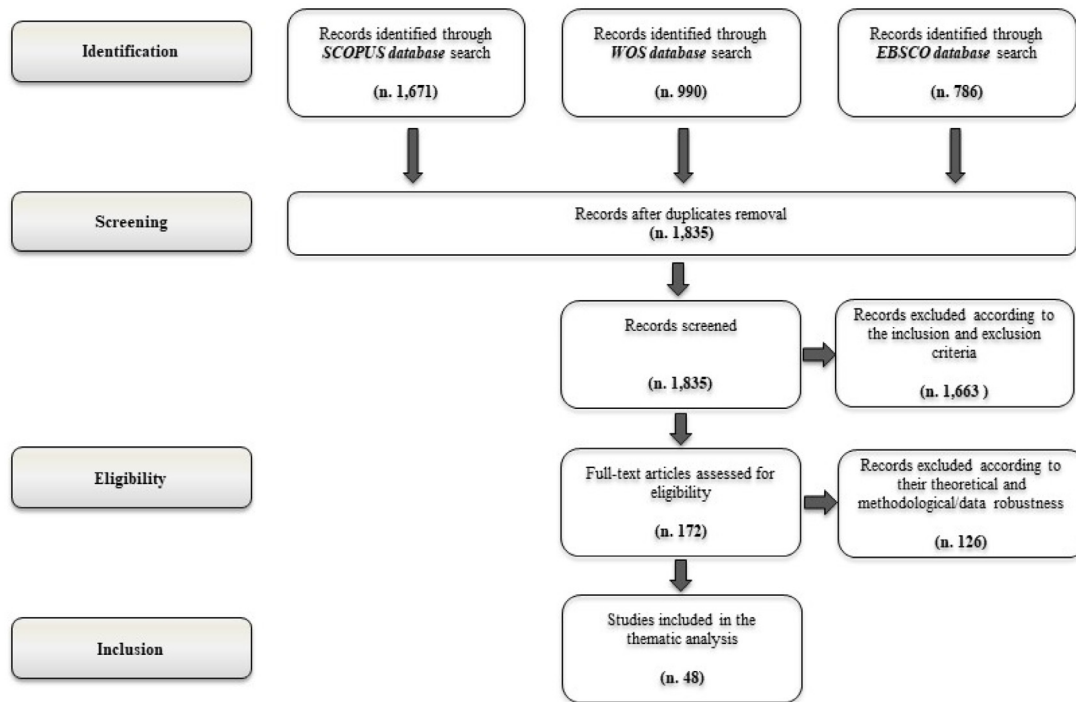 Identification
Records identified through
SCOPUS database search
(n. 1,671)
Records identified through
WOS database search
(n. 990)
Records identified through
EBSCO database search
(n. 786)
Screening
Records after duplicates removal
(n. 1,835)
Records screened
(n. 1,835)
Records excluded according to
the inclusion and exclusion
criteria
(n. 1,663 )
Eligibility
Full-text articles assessed for
eligibility
(n. 172)
Records excluded according to
their theoretical and
methodological/data robustness
(n. 126)
Inclusion
Studies included in the
thematic analysis
(n. 48)